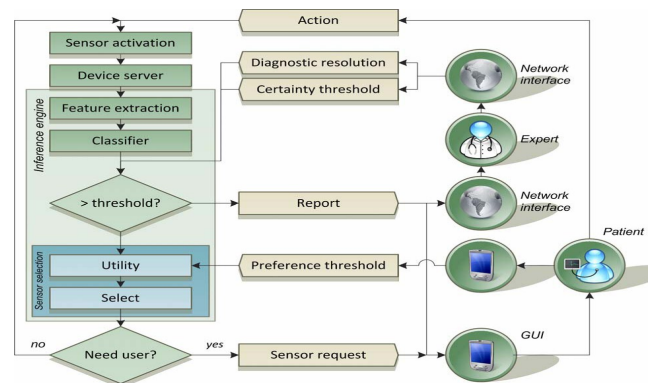 Action
Sensor activation
Diagnostic resolution
Network
interface
Device server
Certainty threshold
Inference engine
Feature extraction
Classifier
Expert
> threshold?
Report
Network
interface
Patient
Sensor selection
Utility
Preference threshold
Select
GUI
no
Need user?
yes
Sensor request